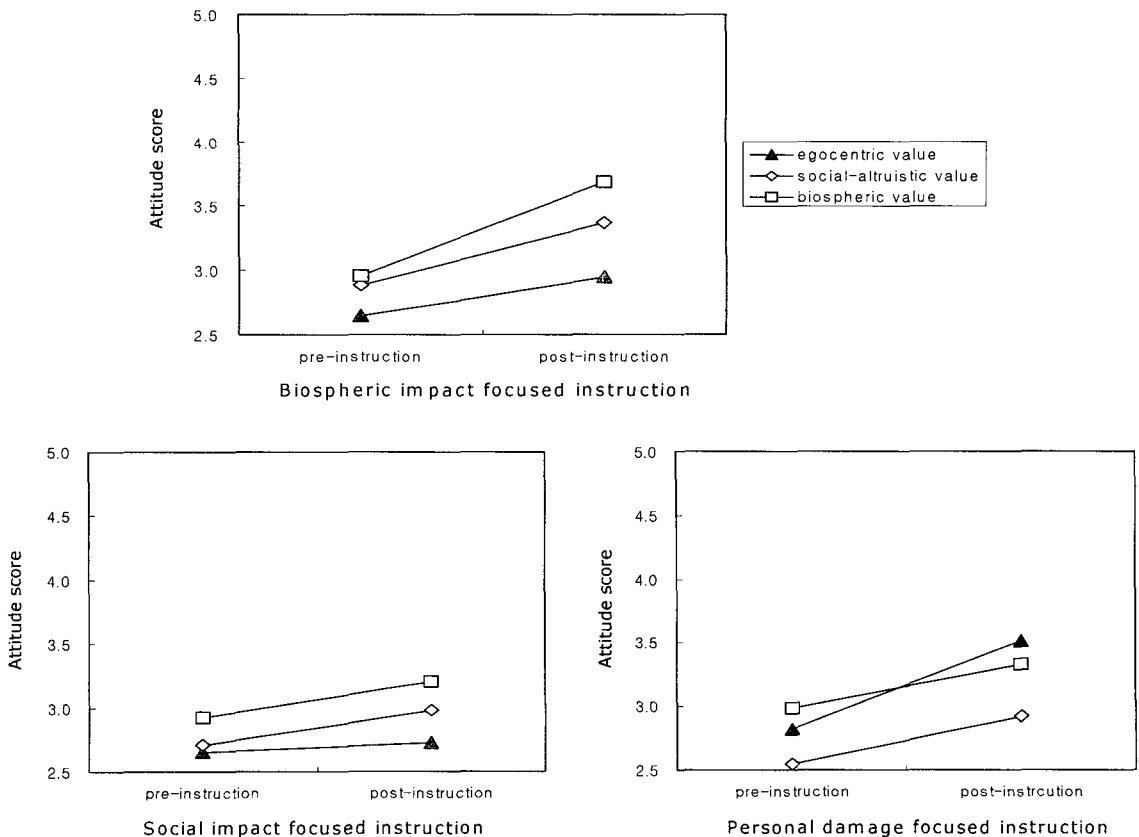 5.0
4.5
4.0
3.5
3.0
2.5
Attitude score
egocentric value
social-altruistic value
biospheric value
pre-instruction post-instruction
Biospheric impact focused instruction
5.0
4.5
4.0
3.5
3.0
2.5
Attitude score
pre-instruction post-instruction
Social impact focused instruction
5.0
4.5
4.0
3.5
3.0
2.5
Attitude score
pre-instruction post-instrcution
Personal damage focused instruction